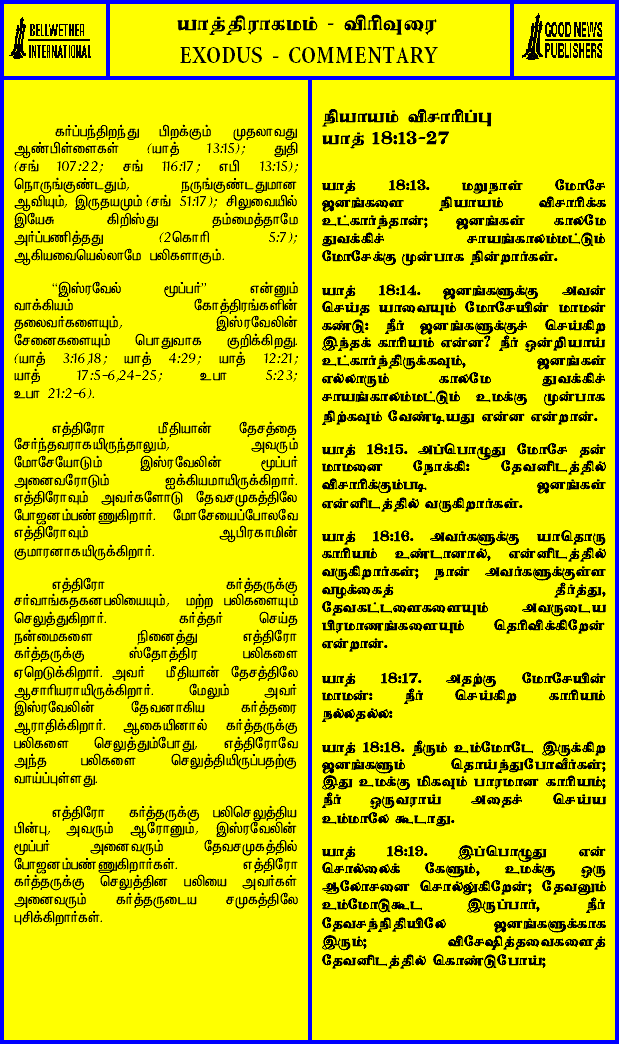 BELLWETHER
INTERNATIONAL
யாத்திராகமம் - விரிவுரை
EXODUS - COMMENTARY
GOOD NEWS
PUBLISHERS
கர்ப்பந்திறந்து பிறக்கும் முதலாவது
ஆண்பிள்ளைகள் (யாத் 13:15); துதி
(சங் 107:22; சங் 116:17; எபி 13:15);
நொருங்குண்டதும், நருங்குண்டதுமான
ஆவியும், இருதயமும் (சங் 51:17); சிலுவையில்
இயேசு கிறிஸ்து தம்மைத்தாமே
அர்ப்பணித்தது (2கொரி 5:7);
ஆகியவையெல்லாமே பலிகளாகும்.
“இஸ்ரவேல் மூப்பர்” என்னும்
வாக்கியம் கோத்திரங்களின்
தலைவர்களையும், இஸ்ரவேலின்
சேனைகளையும் பொதுவாக குறிக்கிறது.
(யாத் 3:16,18; யாத் 4:29; யாத் 12:21;
யாத் 17:5-6,24-25; உபா 5:23;
உபா 21:2-6).
எத்திரோ மீதியான் தேசத்தை
சேர்ந்தவராகயிருந்தாலும், அவரும்
மோசேயோடும் இஸ்ரவேலின் மூப்பர்
அனைவரோடும் ஐக்கியமாயிருக்கிறார்.
எத்திரோவும் அவர்களோடு தேவசமுகத்திலே
போஜனம்பண்ணுகிறார். மோசேயைப்போலவே
எத்திரோவும் ஆபிரகாமின்
குமாரனாகயிருக்கிறார்.
எத்திரோ கர்த்தருக்கு
சர்வாங்கதகனபலியையும், மற்ற பலிகளையும்
செலுத்துகிறார். கர்த்தர் செய்த
நன்மைகளை நினைத்து எத்திரோ
கர்த்தருக்கு ஸ்தோத்திர பலிகளை
ஏறெடுக்கிறார். அவர் மீதியான் தேசத்திலே
ஆசாரியராயிருக்கிறார். மேலும் அவர்
இஸ்ரவேலின் தேவனாகிய கர்த்தரை
ஆராதிக்கிறார். ஆகையினால் கர்த்தருக்கு
பலிகளை செலுத்தும்போது, எத்திரோவே
அந்த பலிகளை செலுத்தியிருப்பதற்கு
வாய்ப்புள்ளது.
எத்திரோ கர்த்தருக்கு பலிசெலுத்திய
பின்பு, அவரும் ஆரோனும், இஸ்ரவேலின்
மூப்பர் அனைவரும் தேவசமுகத்தில்
போஜனம்பண்ணுகிறார்கள். எத்திரோ
கர்த்தருக்கு செலுத்தின பலியை அவர்கள்
அனைவரும் கர்த்தருடைய சமுகத்திலே
புசிக்கிறார்கள்.
நியாயம் விசாரிப்பு
யாத் 18:13-27
யாத் 18:13. மறுநாள் மோசே
ஜனங்களை நியாயம் விசாரிக்க
உட்கார்ந்தான்; ஜனங்கள் காலமே
துவக்கிச் சாயங்காலம்மட்டும்
மோசேக்கு முன்பாக நின்றார்கள்.
யாத் 18:14. ஜனங்களுக்கு அவன்
செய்த யாவையும் மோசேயின் மாமன்
கண்டு: நீர் ஜனங்களுக்குச் செய்கிற
இந்தக் காரியம் என்ன? நீர் ஒன்றியாய்
உட்கார்ந்திருக்கவும், ஜனங்கள்
எல்லாரும் காலமே துவக்கிச்
சாயங்காலம்மட்டும் உமக்கு முன்பாக
நிற்கவும் வேண்டியது என்ன என்றான்.
யாத் 18:15. அப்பொழுது மோசே தன்
மாமனை நோக்கி: தேவனிடத்தில்
விசாரிக்கும்படி ஜனங்கள்
என்னிடத்தில் வருகிறார்கள்.
யாத் 18:16. அவர்களுக்கு யாதொரு
காரியம் உண்டானால், என்னிடத்தில்
வருகிறார்கள்; நான் அவர்களுக்குள்ள
வழக்கைத் தீர்த்து,
தேவகட்டளைகளையும் அவருடைய
பிரமாணங்களையும் தெரிவிக்கிறேன்
என்றான்.
யாத் 18:17. அதற்கு மோசேயின்
மாமன்: நீர் செய்கிற காரியம்
நல்லதல்ல:
யாத் 18:18. நீரும் உம்மோடே இருக்கிற
ஜனங்களும் தொய்ந்துபோவீர்கள்;
இது உமக்கு மிகவும் பாரமான காரியம்;
நீர் ஒருவராய் அதைச் செய்ய
உம்மாலே கூடாது.
யாத் 18:19. இப்பொழுது என்
சொல்லைக் கேளும், உமக்கு ஒரு
ஆலோசனை சொல்லுகிறேன்; தேவனும்
உம்மோடுகூட இருப்பார், நீர்
தேவசந்நிதியிலே ஜனங்களுக்காக
இரும்; விசேஷித்தவைகளைத்
தேவனிடத்தில் கொண்டுபோய்;